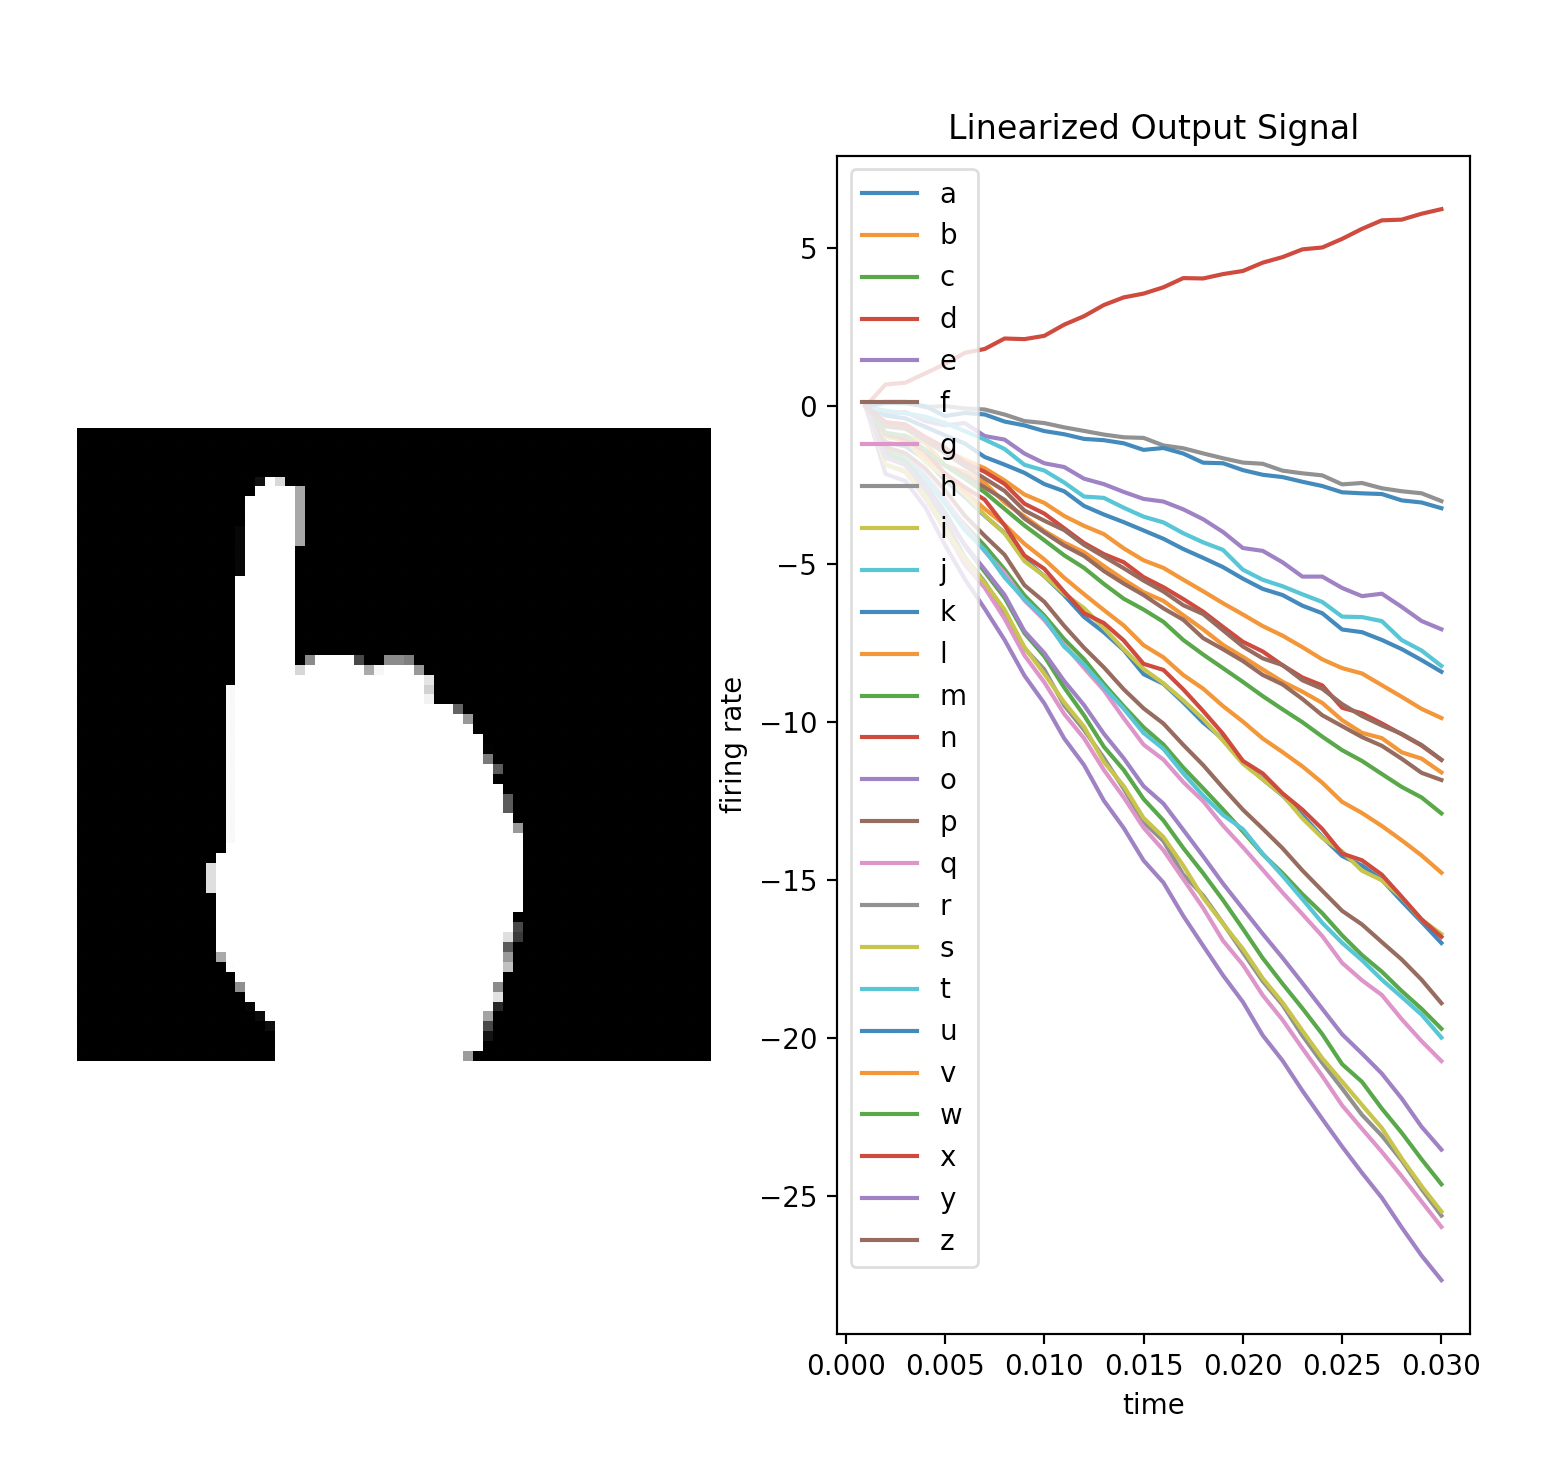 Linearized Output Signal
a
b
c
d
e
f
g
h
i
j
k
l
m
n
o
p
q
r
s
t
u
v
w
x
y
z
5
0
−5
−10
−15
−20
−25
firing rate
0.000 0.005 0.010 0.015 0.020 0.025 0.030
time